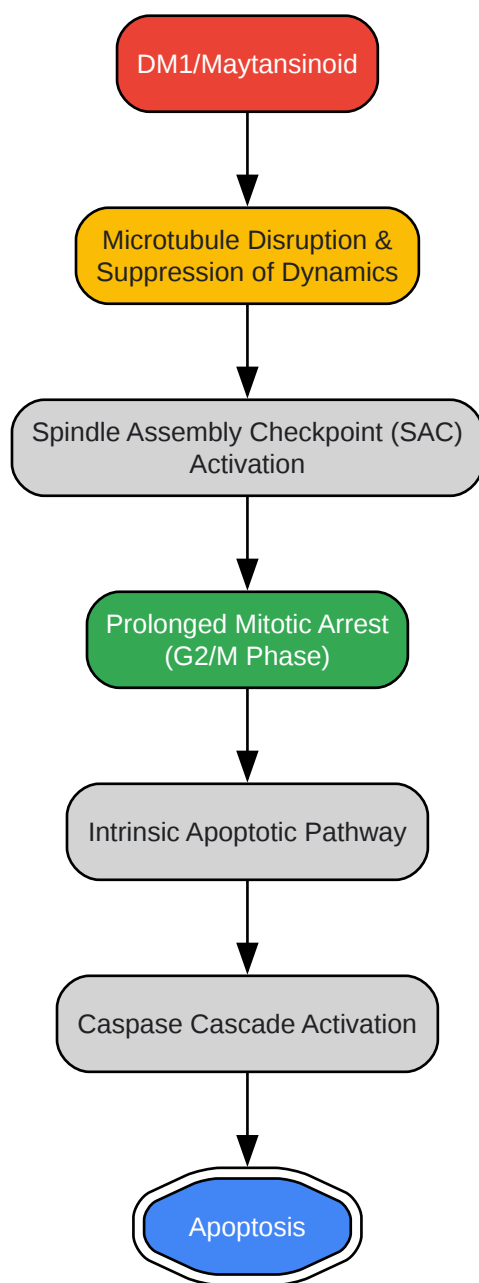 DM1/Maytansinoid
Microtubule Disruption &
Suppression of Dynamics
Spindle Assembly Checkpoint (SAC)
Activation
Prolonged Mitotic Arrest
(G2/M Phase)
Intrinsic Apoptotic Pathway
Caspase Cascade Activation
Apoptosis